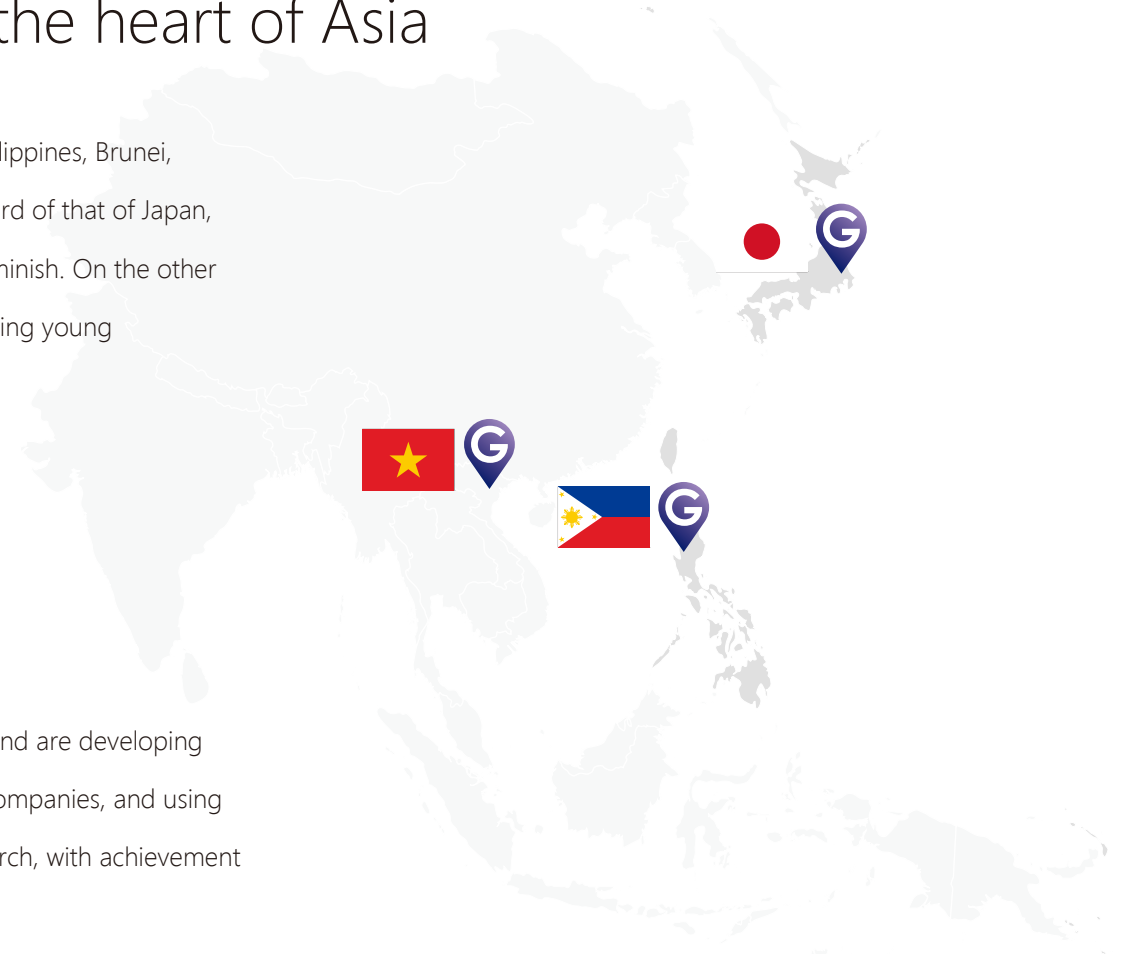 the heart of Asia
lippines, Brunei,
rd of that of Japan,
ninish. On the other
ing young
G
G
G
nd are developing
ompanies, and using
rch, with achievement